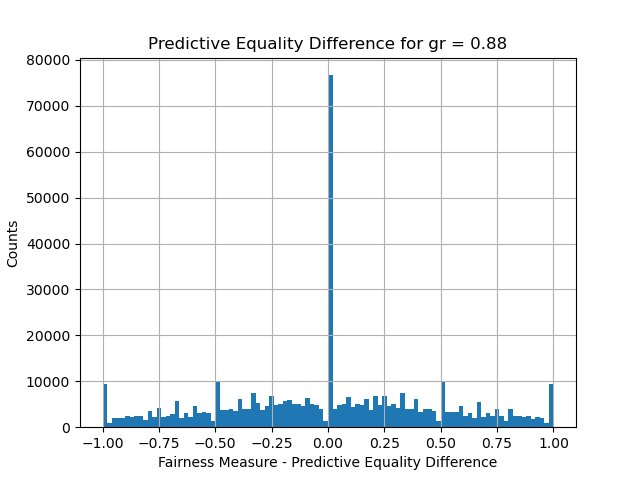 Predictive Equality Difference for gr = 0.88
80000
70000
60000
50000
40000
30000
20000
10000
0
Counts
−1.00 −0.75 −0.50 −0.25 0.00 0.25 0.50 0.75 1.00
Fairness Measure - Predictive Equality Difference